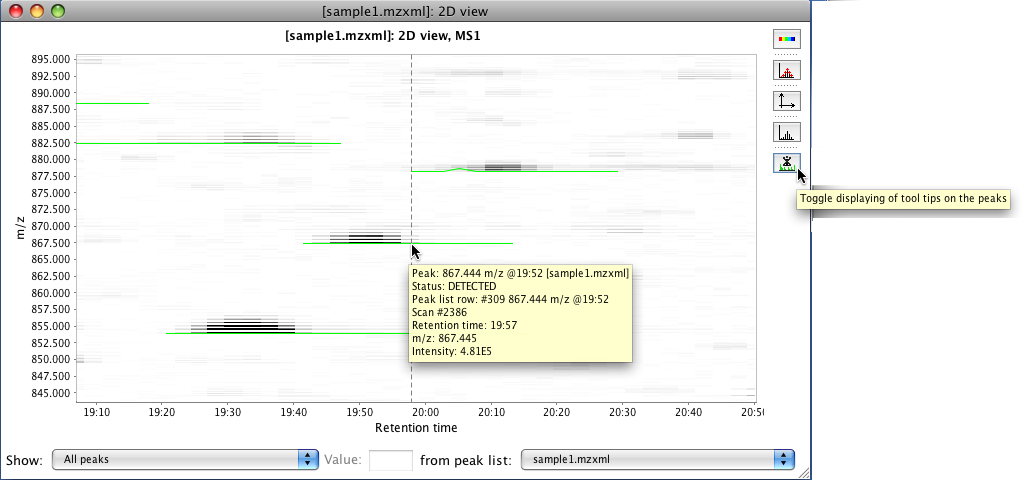 [sample1.mzxml]: 2D view
[sample1.mzxml]: 2D view, MS1
895.000
892.500
890.000
887.500
885.000
882.500
880.000
877.500
875.000
872.500
870.000
867.500
865.000
862.500
860.000
857.500
855.000
852.500
850.000
847.500
845.000
m/z
Toggle displaying of tool tips on the peaks
Peak: 867.444 m/z @19:52 [sample1.mzxml]
Status: DETECTED
Peak list row: #309 867.444 m/z @19:52
Scan #2386
Retention time: 19:57
m/z: 867.445
Intensity: 4.81E5
19:10 19:20 19:30 19:40 19:50 20:00 20:10 20:20 20:30 20:40
Retention time
Show: All peaks Value: from peak list: sample1.mzxml